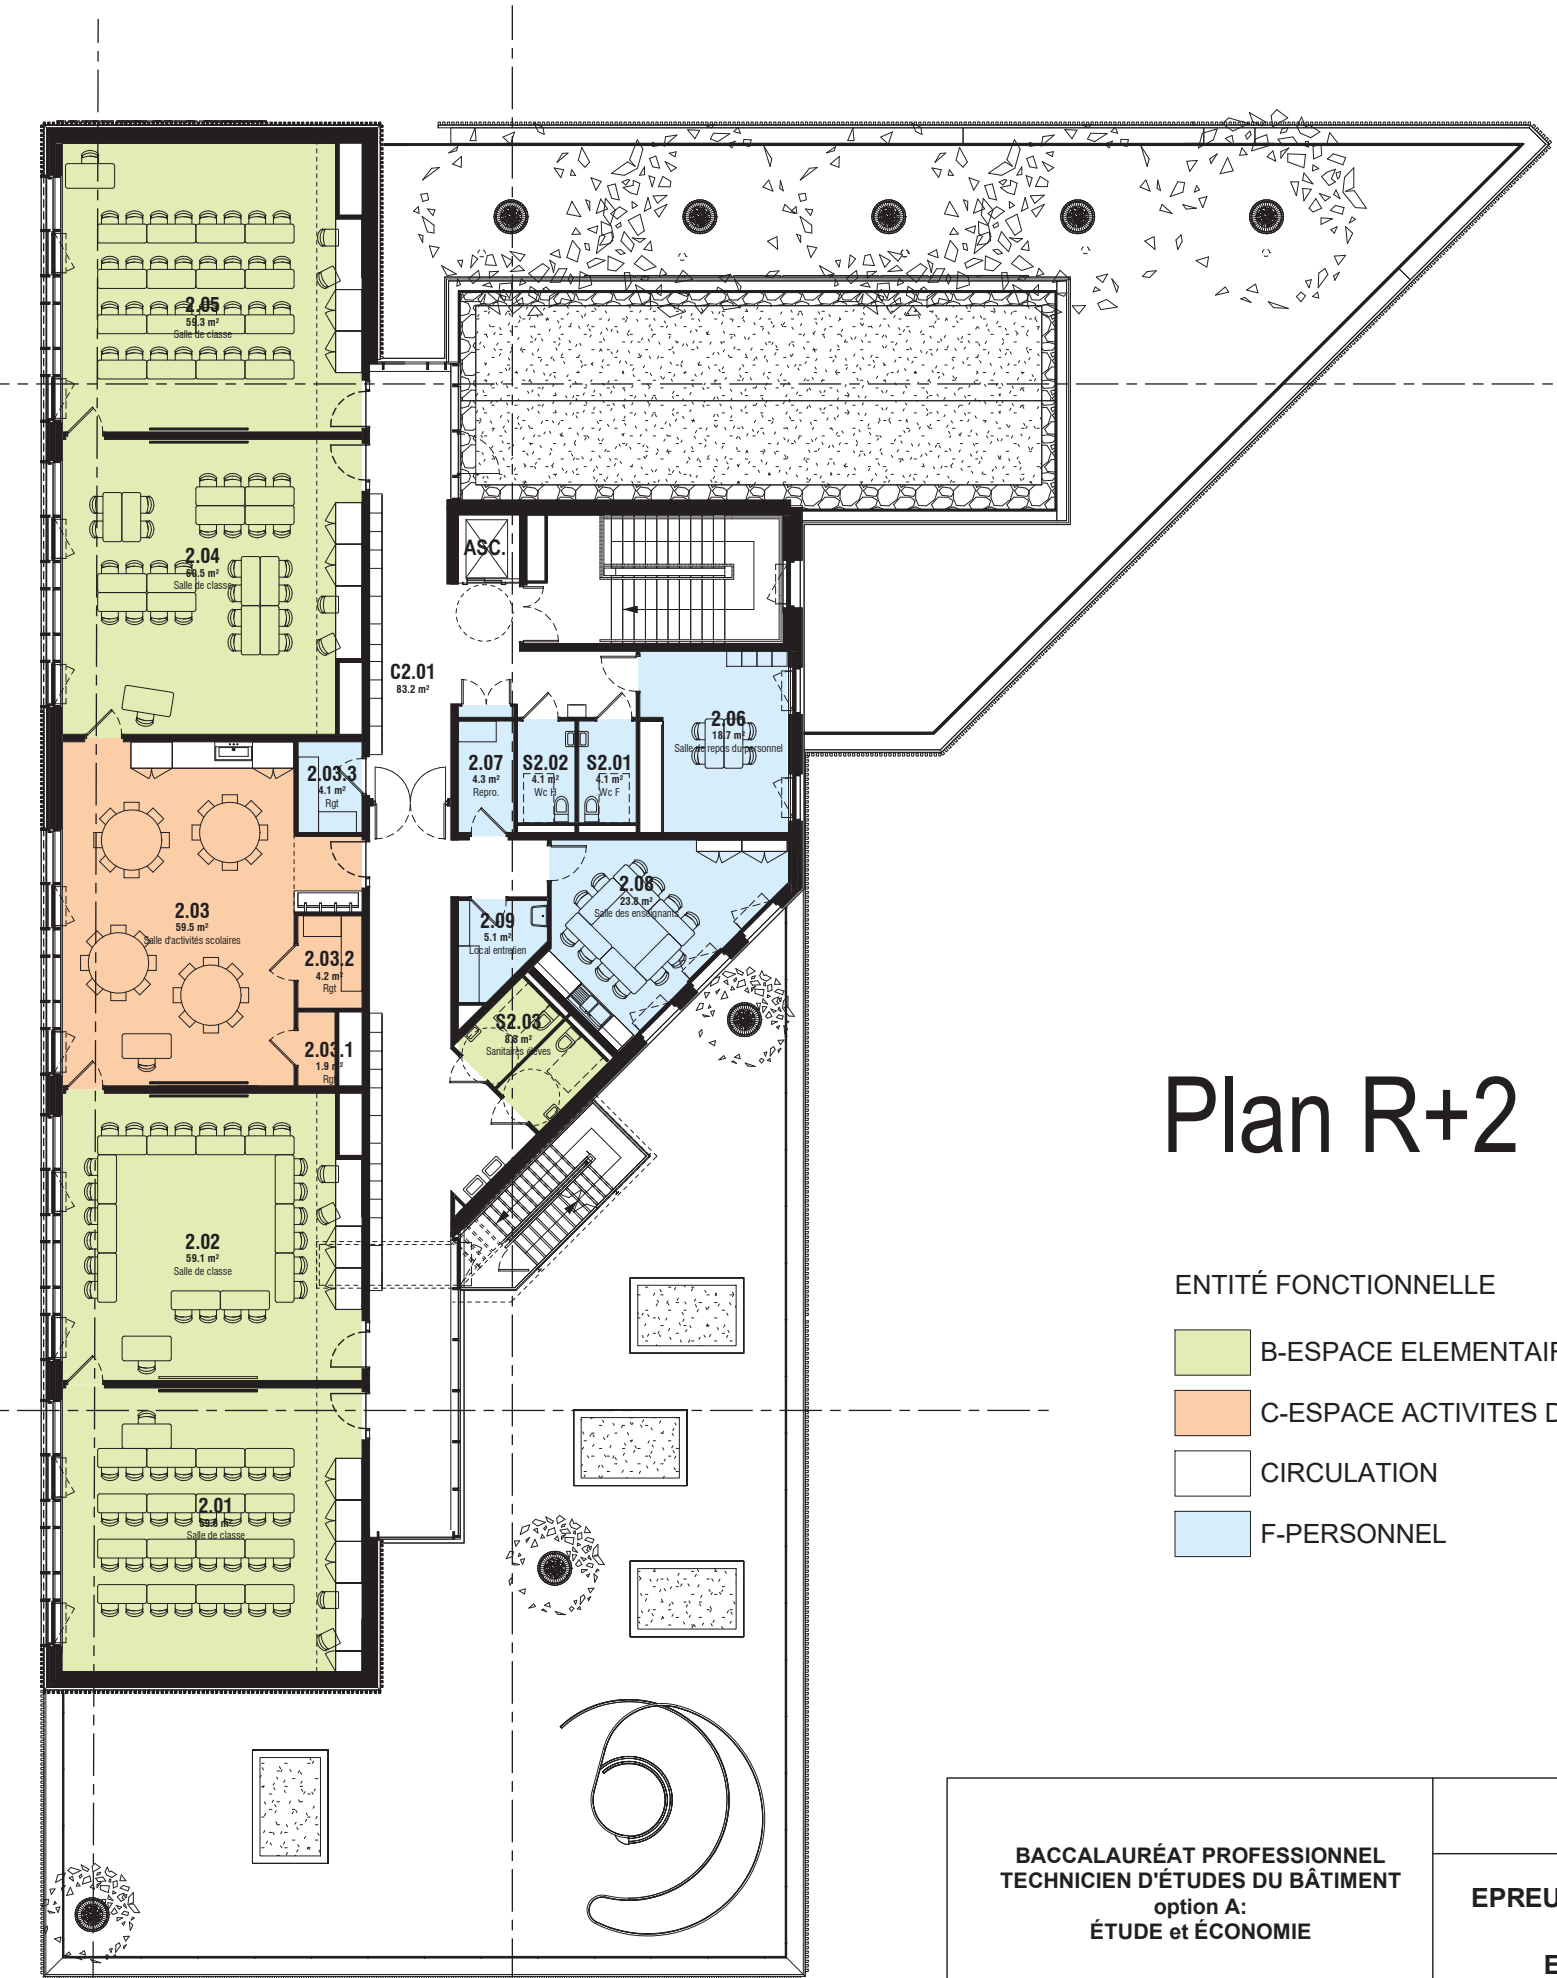 2.05
59.3 m²
Salle de classe
2.04
60.5 m²
Salle de classe
ASC.
C2.01
83.2 m²
2.06
18.7 m²
Salle de repos du personnel
2.07
4.3 m²
Repro.
S2.02
4.1 m²
Wc H
S2.01
4.1 m²
Wc F
2.03.3
4.1 m²
Rgt
2.03
59.5 m²
Salle d'activités scolaires
2.08
23.8 m²
Salle des enseignants
2.09
5.1 m²
Local entretien
2.03.2
4.2 m²
Rgt
S2.03
8.3 m²
Sanitaires élèves
2.03.1
1.9 m²
Rgt
2.02
59.1 m²
Salle de classe
2.01
m²
Salle de classe
Plan R+2
ENTITÉ FONCTIONNELLE
B-ESPACE ELEMENTAIR
C-ESPACE ACTIVITES D
CIRCULATION
F-PERSONNEL
BACCALAURÉAT PROFESSIONNEL
TECHNICIEN D'ÉTUDES DU BÂTIMENT
option A:
ÉTUDE et ÉCONOMIE
EPREU
E